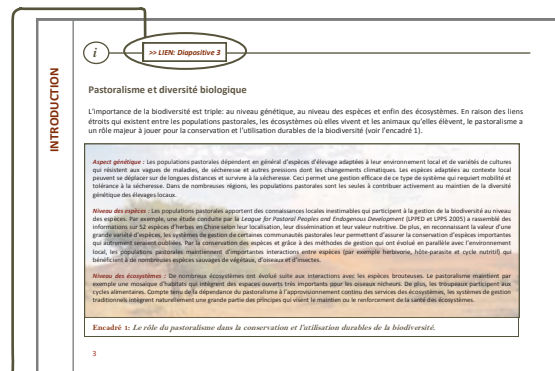 i
>> LIEN: Diapositive 3
INTRODUCTION
Pastoralisme et diversité biologique
L'importance de la biodiversité est triple: au niveau génétique, au niveau des espèces et enfin des écosystèmes. En raison des liens
étroits qui existent entre les populations pastorales, les écosystèmes où elles vivent et les animaux qu'elles élèvent, le pastoralisme a
un rôle majeur à jouer pour la conservation et l'utilisation durables de la biodiversité (voir l'encadré 1).
Aspect génétique : Les populations pastorales dépendent en général d'espèces d'élevage adaptées à leur environnement local et de variétés de cultures
qui résistent aux vagues de maladies, de sécheresse et autres pressions dont les changements climatiques. Les espèces adaptées au contexte local
peuvent se déplacer sur de longues distances et survivre à la sécheresse. Ceci permet une gestion efficace de ce type de système qui requiert mobilité et
tolérance à la sécheresse. Dans de nombreuses régions, les populations pastorales sont les seules à contribuer activement au maintien de la diversité
génétique des élevages locaux.
Niveau des espèces : Les populations pastorales apportent des connaissances locales inestimables qui participent à la gestion de la biodiversité au niveau
des espèces. Par exemple, une étude conduite par la League for Pastoral Peoples and Endogenous Development (LPPED et LPPS 2005) a rassemblé des
informations sur 52 espèces d'herbes en Chine selon leur localisation, leur dissémination et leur valeur nutritive. De plus, en reconnaissant la valeur d'une
grande variété d'espèces, les systèmes de gestion de certaines communautés pastorales leur permettent d'assurer la conservation d'espèces importantes
qui autrement seraient oubliées. Par la conservation des espèces et grâce à des méthodes de gestion qui ont évolué en parallèle avec l'environnement
local, les populations pastorales maintiennent d'importantes interactions entre espèces (par exemple herbivorie, hôte-parasite et cycle nutritif) qui
bénéficient à de nombreuses espèces sauvages de végétaux, d'oiseaux et d'insectes.
Niveau des écosystèmes : De nombreux écosystèmes ont évolué suite aux interactions avec les espèces brouteuses. Le pastoralisme maintient par
exemple une mosaïque d'habitats qui intègrent des espaces ouverts très importants pour les oiseaux nicheurs. De plus, les troupeaux participent aux
cycles alimentaires. Compte tenu de la dépendance du pastoralisme à l'approvisionnement continu des services des écosystèmes, les systèmes de gestion
traditionnels intègrent naturellement une grande partie des principes qui visent le maintien ou le renforcement de la santé des écosystèmes.
Encadré 1: Le rôle du pastoralisme dans la conservation et l'utilisation durables de la biodiversité.
3